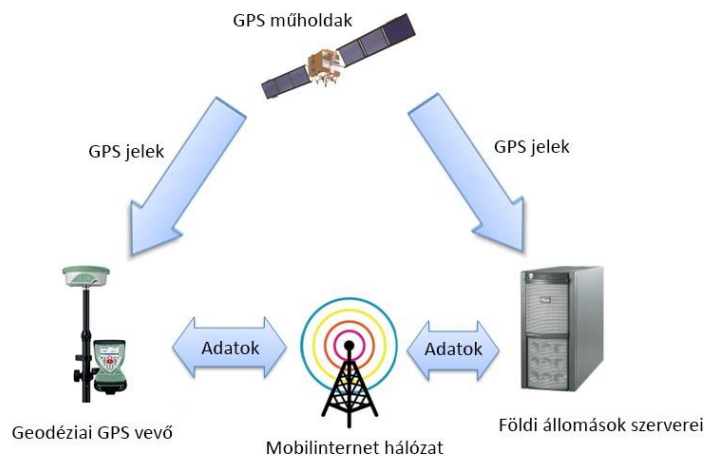 GPS műholdak
GPS jelek
GPS jelek
Adatok
Adatok
Geodéziai GPS vevő
Mobilinternet hálózat
Földi állomások szerverei